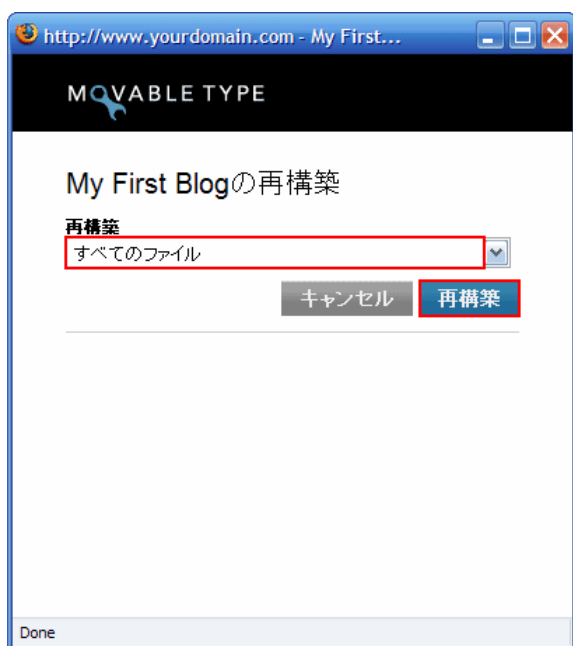 http://www.yourdomain.com - My First...
MOVABLE TYPE
My First Blogの再構築
再構築
すべてのファイル
キャンセル 再構築
Done